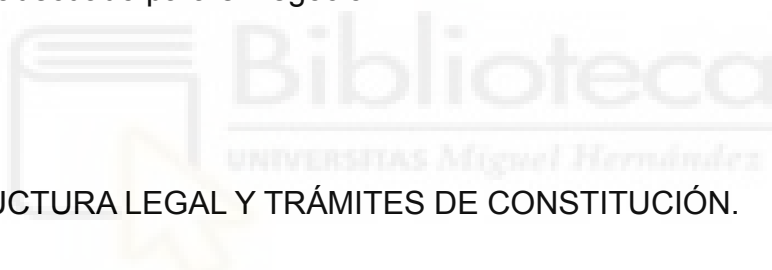 Biblioteca
UNIVERSITAS Miguel Hernández
UCTURA LEGAL Y TRÁMITES DE CONSTITUCIÓN.